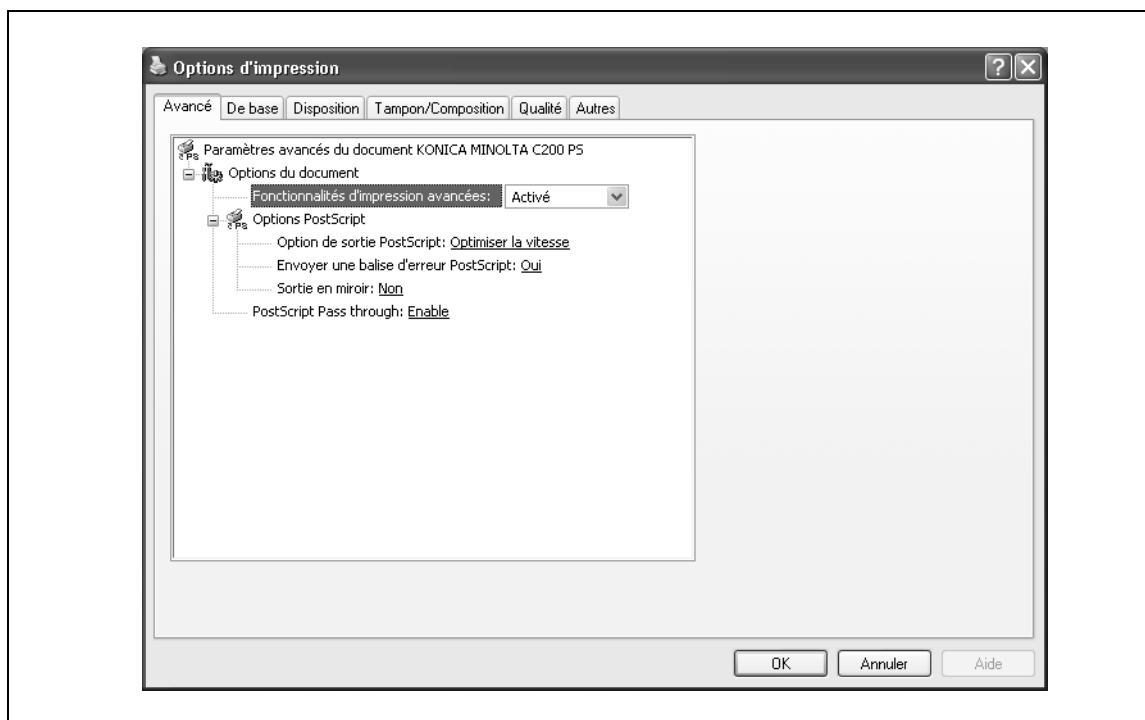 Options d'impression
Avancé De base Disposition Tampon/Composition Qualité Autres
Paramètres avancés du document KONICA MINOLTA C200 PS
Options du document
Fonctionnalités d'impression avancées: Activé
Options PostScript
Option de sortie PostScript: Optimiser la vitesse
Envoyer une balise d'erreur PostScript: Oui
Sortie en miroir: Non
PostScript Pass through: Enable
OK Annuler Aide